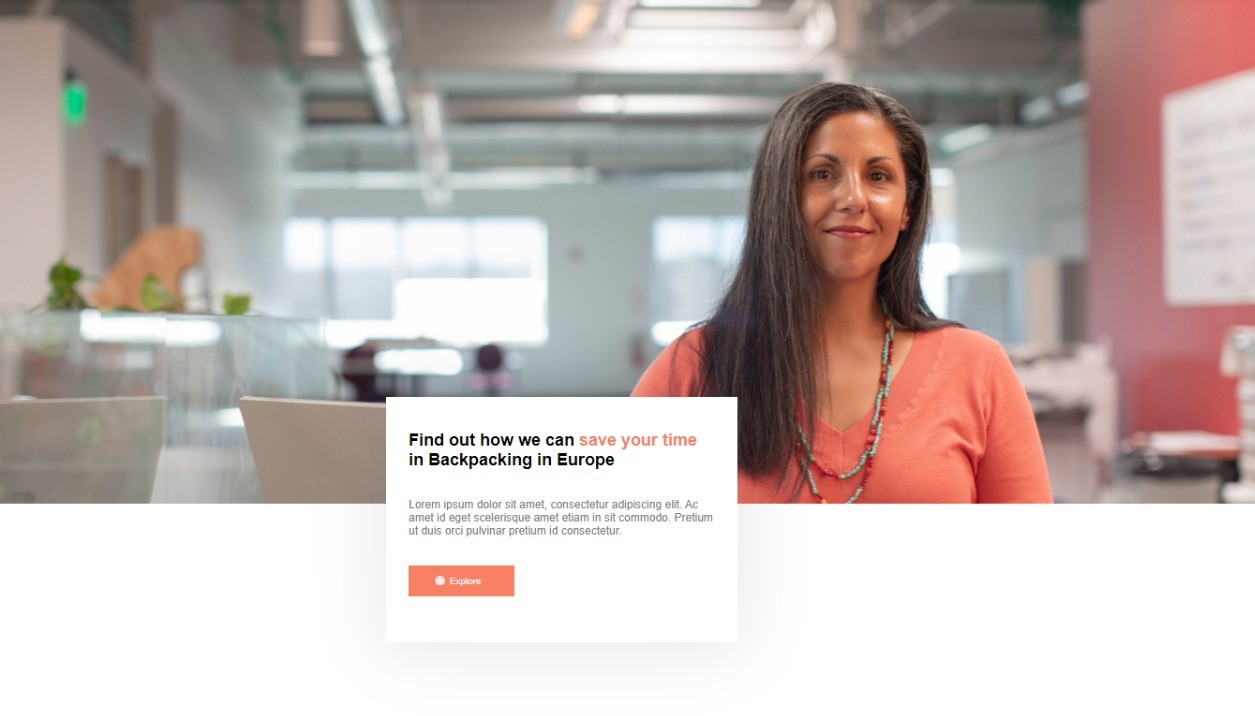 Find out how we can save your time
in Backpacking in Europe
Lorem ipsum dolor sit amet, consectetur adipiscing elit. Ac
amet id eget scelerisque amet etiam in sit commodo. Pretium
ut duis orci pulvinar pretium id consectetur.
Explore